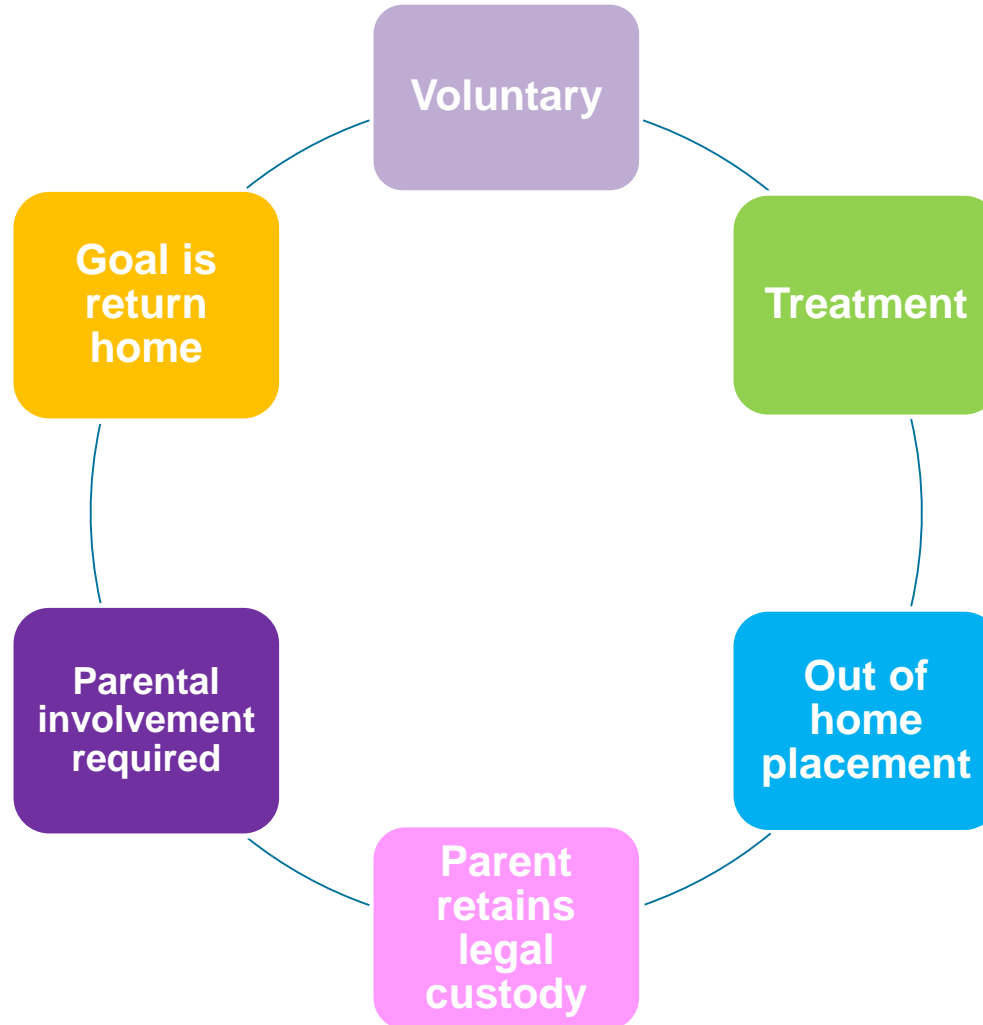 Voluntary
Treatment
Out of
home
placement
Parent
retains
legal
custody
Parental
involvement
required
Goal is
return
home